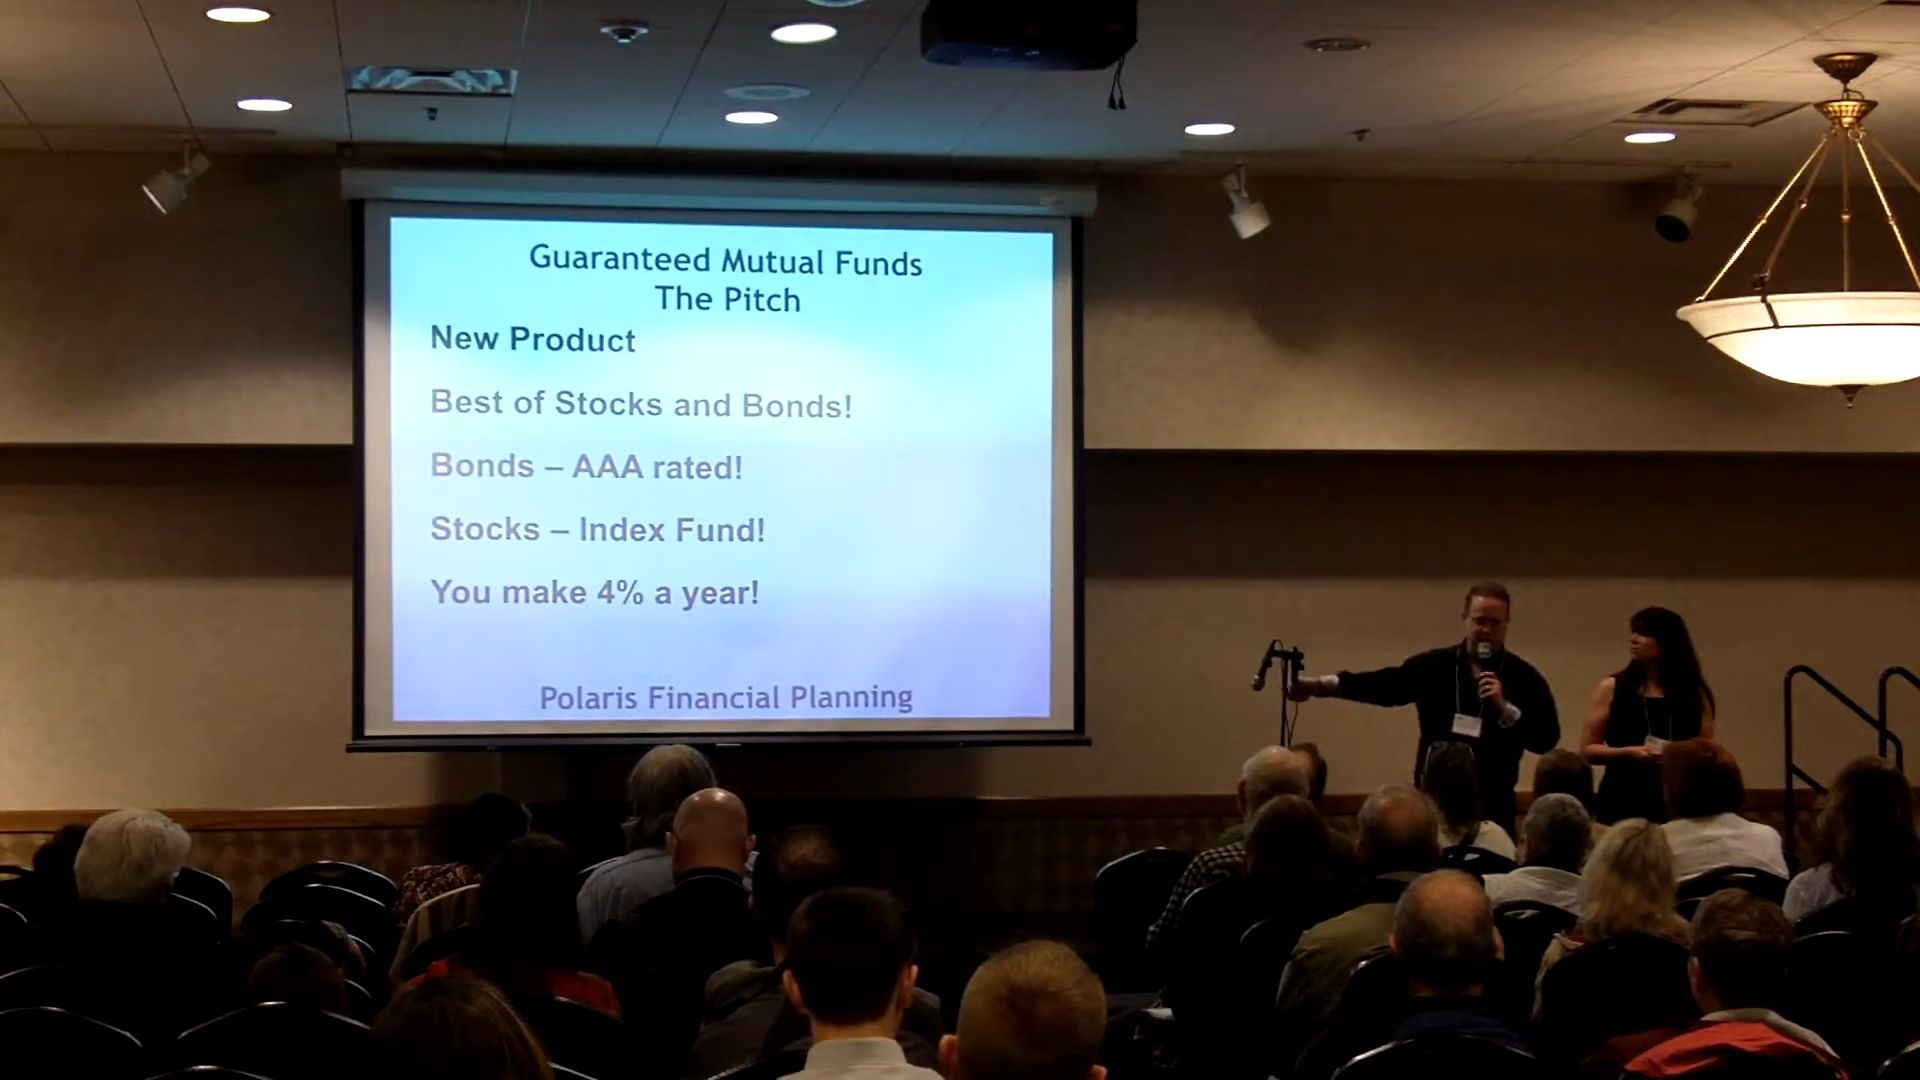 Guaranteed Mutual Funds
The Pitch
New Product
Best of Stocks and Bonds!
Bonds – AAA rated!
Stocks – Index Fund!
You make 4% a year!
Polaris Financial Planning